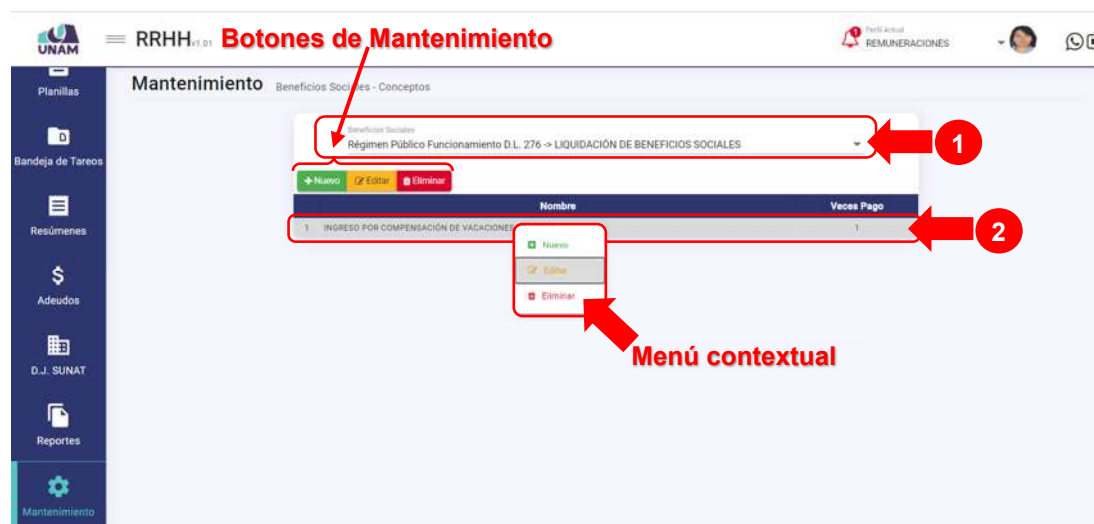 UNAM
RRHH v1.01 Botones de Mantenimiento
Perfil Actual
REMUNERACIONES
Planillas
Mantenimiento Beneficios Sociales - Conceptos
Beneficios Sociales
Régimen Público Funcionamiento D.L. 276 -> LIQUIDACIÓN DE BENEFICIOS SOCIALES
1
Bandeja de Tareos
+Nuevo Editar Eliminar
Nombre Veces Pago
1 INGRESO POR COMPENSACIÓN DE VACACIONES 1
2
Resúmenes
Nuevo
Editar
Eliminar
Adeudos
Menú contextual
D.J. SUNAT
Reportes
Mantenimiento